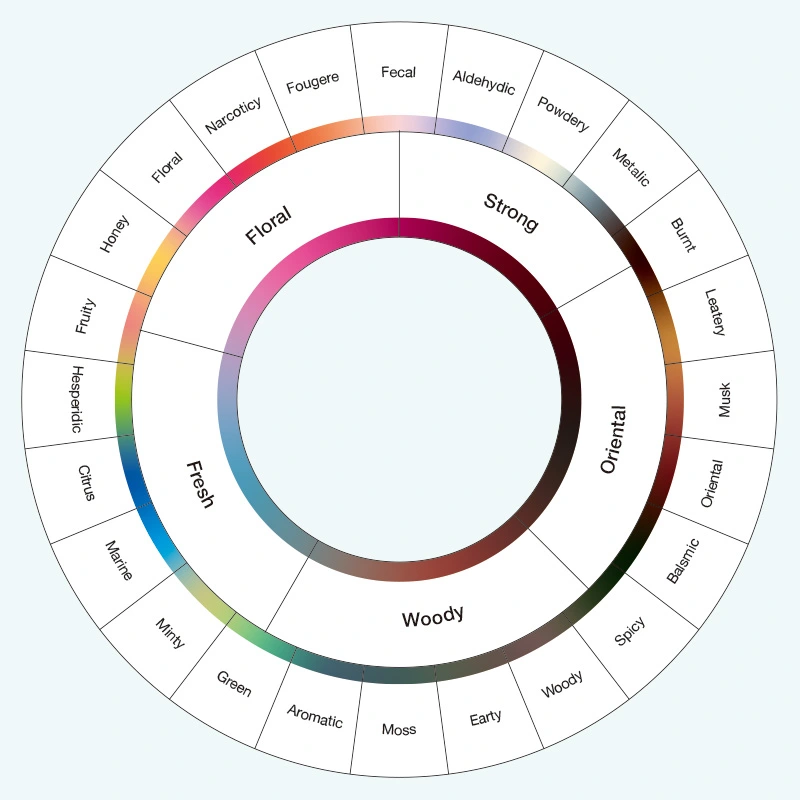 Fecal
Aldehydic
Powdery
Metalic
Burnt
Leatery
Musk
Oriental
Balsmic
Spicy
Woody
Earty
Moss
Aromatic
Green
Minty
Marine
Citrus
Hesperidic
Fruity
Honey
Floral
Narcoticy
Fougere
Strong
Oriental
Woody
Fresh
Floral